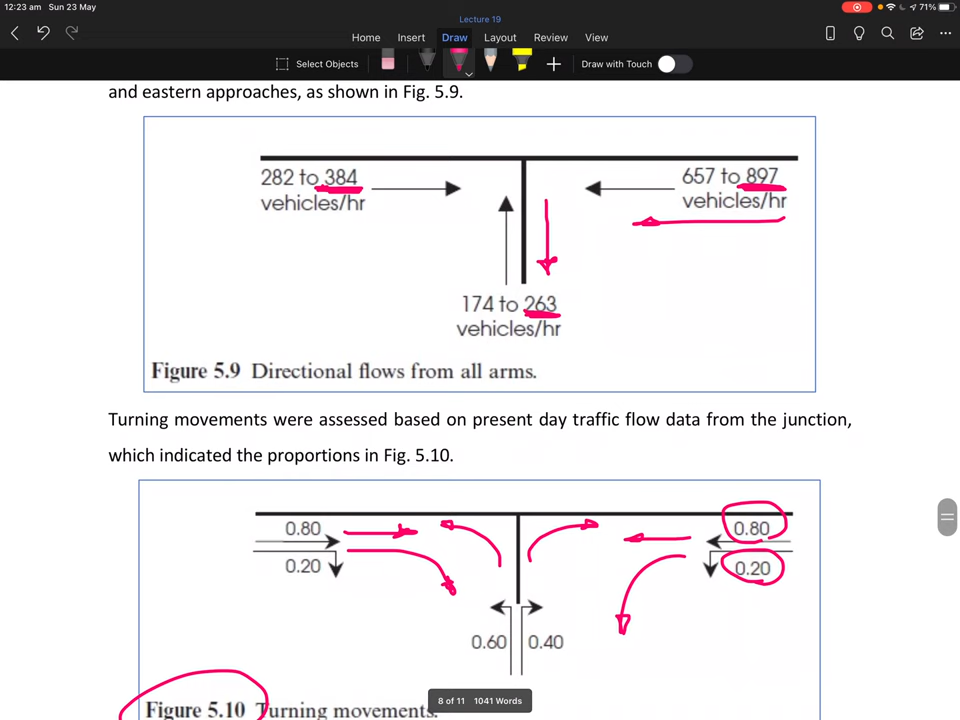 12:23 am Sun 23 May
71%
Lecture 19
Home Insert Draw Layout Review View
Select Objects
Draw with Touch
and eastern approaches, as shown in Fig. 5.9.
282 to 384
vehicles/hr
657 to 897
vehicles/hr
174 to 263
vehicles/hr
Figure 5.9 Directional flows from all arms.
Turning movements were assessed based on present day traffic flow data from the junction,
which indicated the proportions in Fig. 5.10.
0.80
0.20
0.80
0.20
0.60
0.40
8 of 11 1041 Words
Figure 5.10 Turning movements.